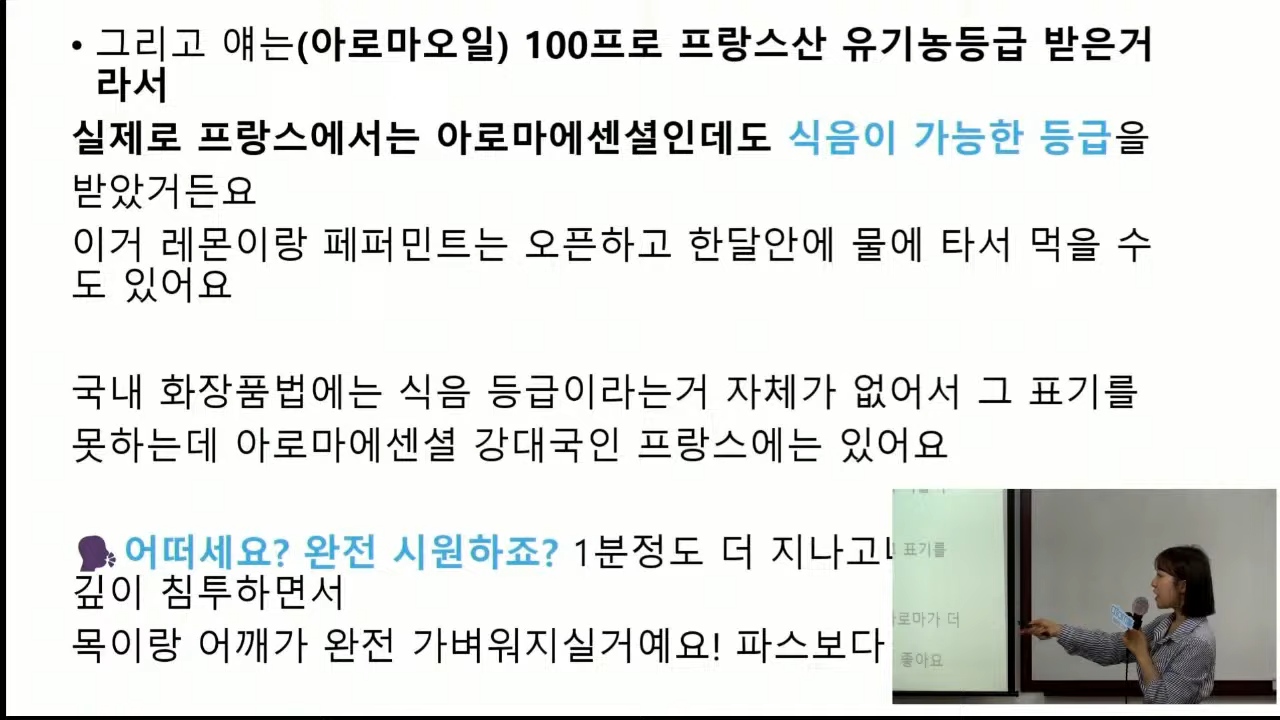 • 그리고 얘는(아로마오일) 100프로 프랑스산 유기농등급 받은거
라서
실제로 프랑스에서는 아로마에센셜인데도 식음이 가능한 등급을
받았거든요
이거 레몬이랑 페퍼민트는 오픈하고 한달안에 물에 타서 먹을 수
도 있어요
국내 화장품법에는 식음 등급이라는거 자체가 없어서 그 표기를
못하는데 아로마에센셜 강대국인 프랑스에는 있어요
🗣어떠세요? 완전 시원하죠? 1분정도 더 지나고
깊이 침투하면서
목이랑 어깨가 완전 가벼워지실거예요! 파스보다
표기를
로마가 더
좋아요